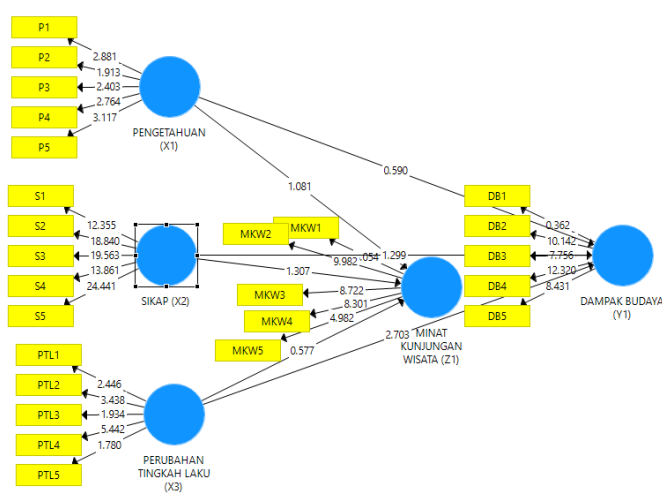 P1
P2
P3
P4
P5
2.881
1.913
2.403
2.764
3.117
PENGETAHUAN
(X1)
0.590
1.081
S1
S2
S3
S4
S5
12.355
18.840
19.563
13.861
24.441
SIKAP (X2)
1.299
1.307
MKW1
MKW2
MKW3
MKW4
MKW5
.054
9.982
8.722
8.301
4.982
MINAT
KUNJUNGAN
WISATA (Z1)
DB1
DB2
DB3
DB4
DB5
0.362
10.142
7.756
12.320
8.431
DAMPAK BUDAYA
(Y1)
2.703
0.577
PTL1
PTL2
PTL3
PTL4
PTL5
2.446
3.438
1.934
5.442
1.780
PERUBAHAN
TINGKAH LAKU
(X3)